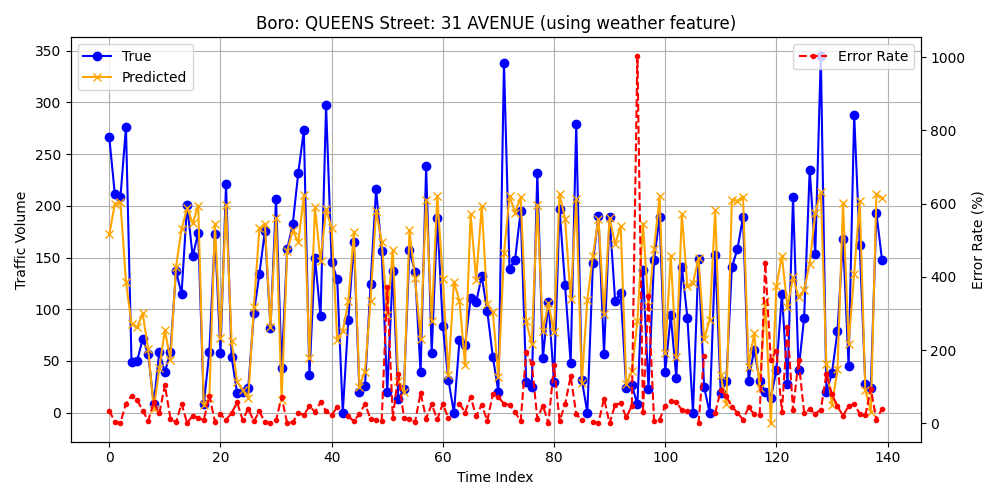 Boro: QUEENS Street: 31 AVENUE (using weather feature)
True
Predicted
Error Rate
Traffic Volume
350
300
250
200
150
100
50
0
Error Rate (%)
1000
800
600
400
200
0
0 20 40 60 80 100 120 140
Time Index